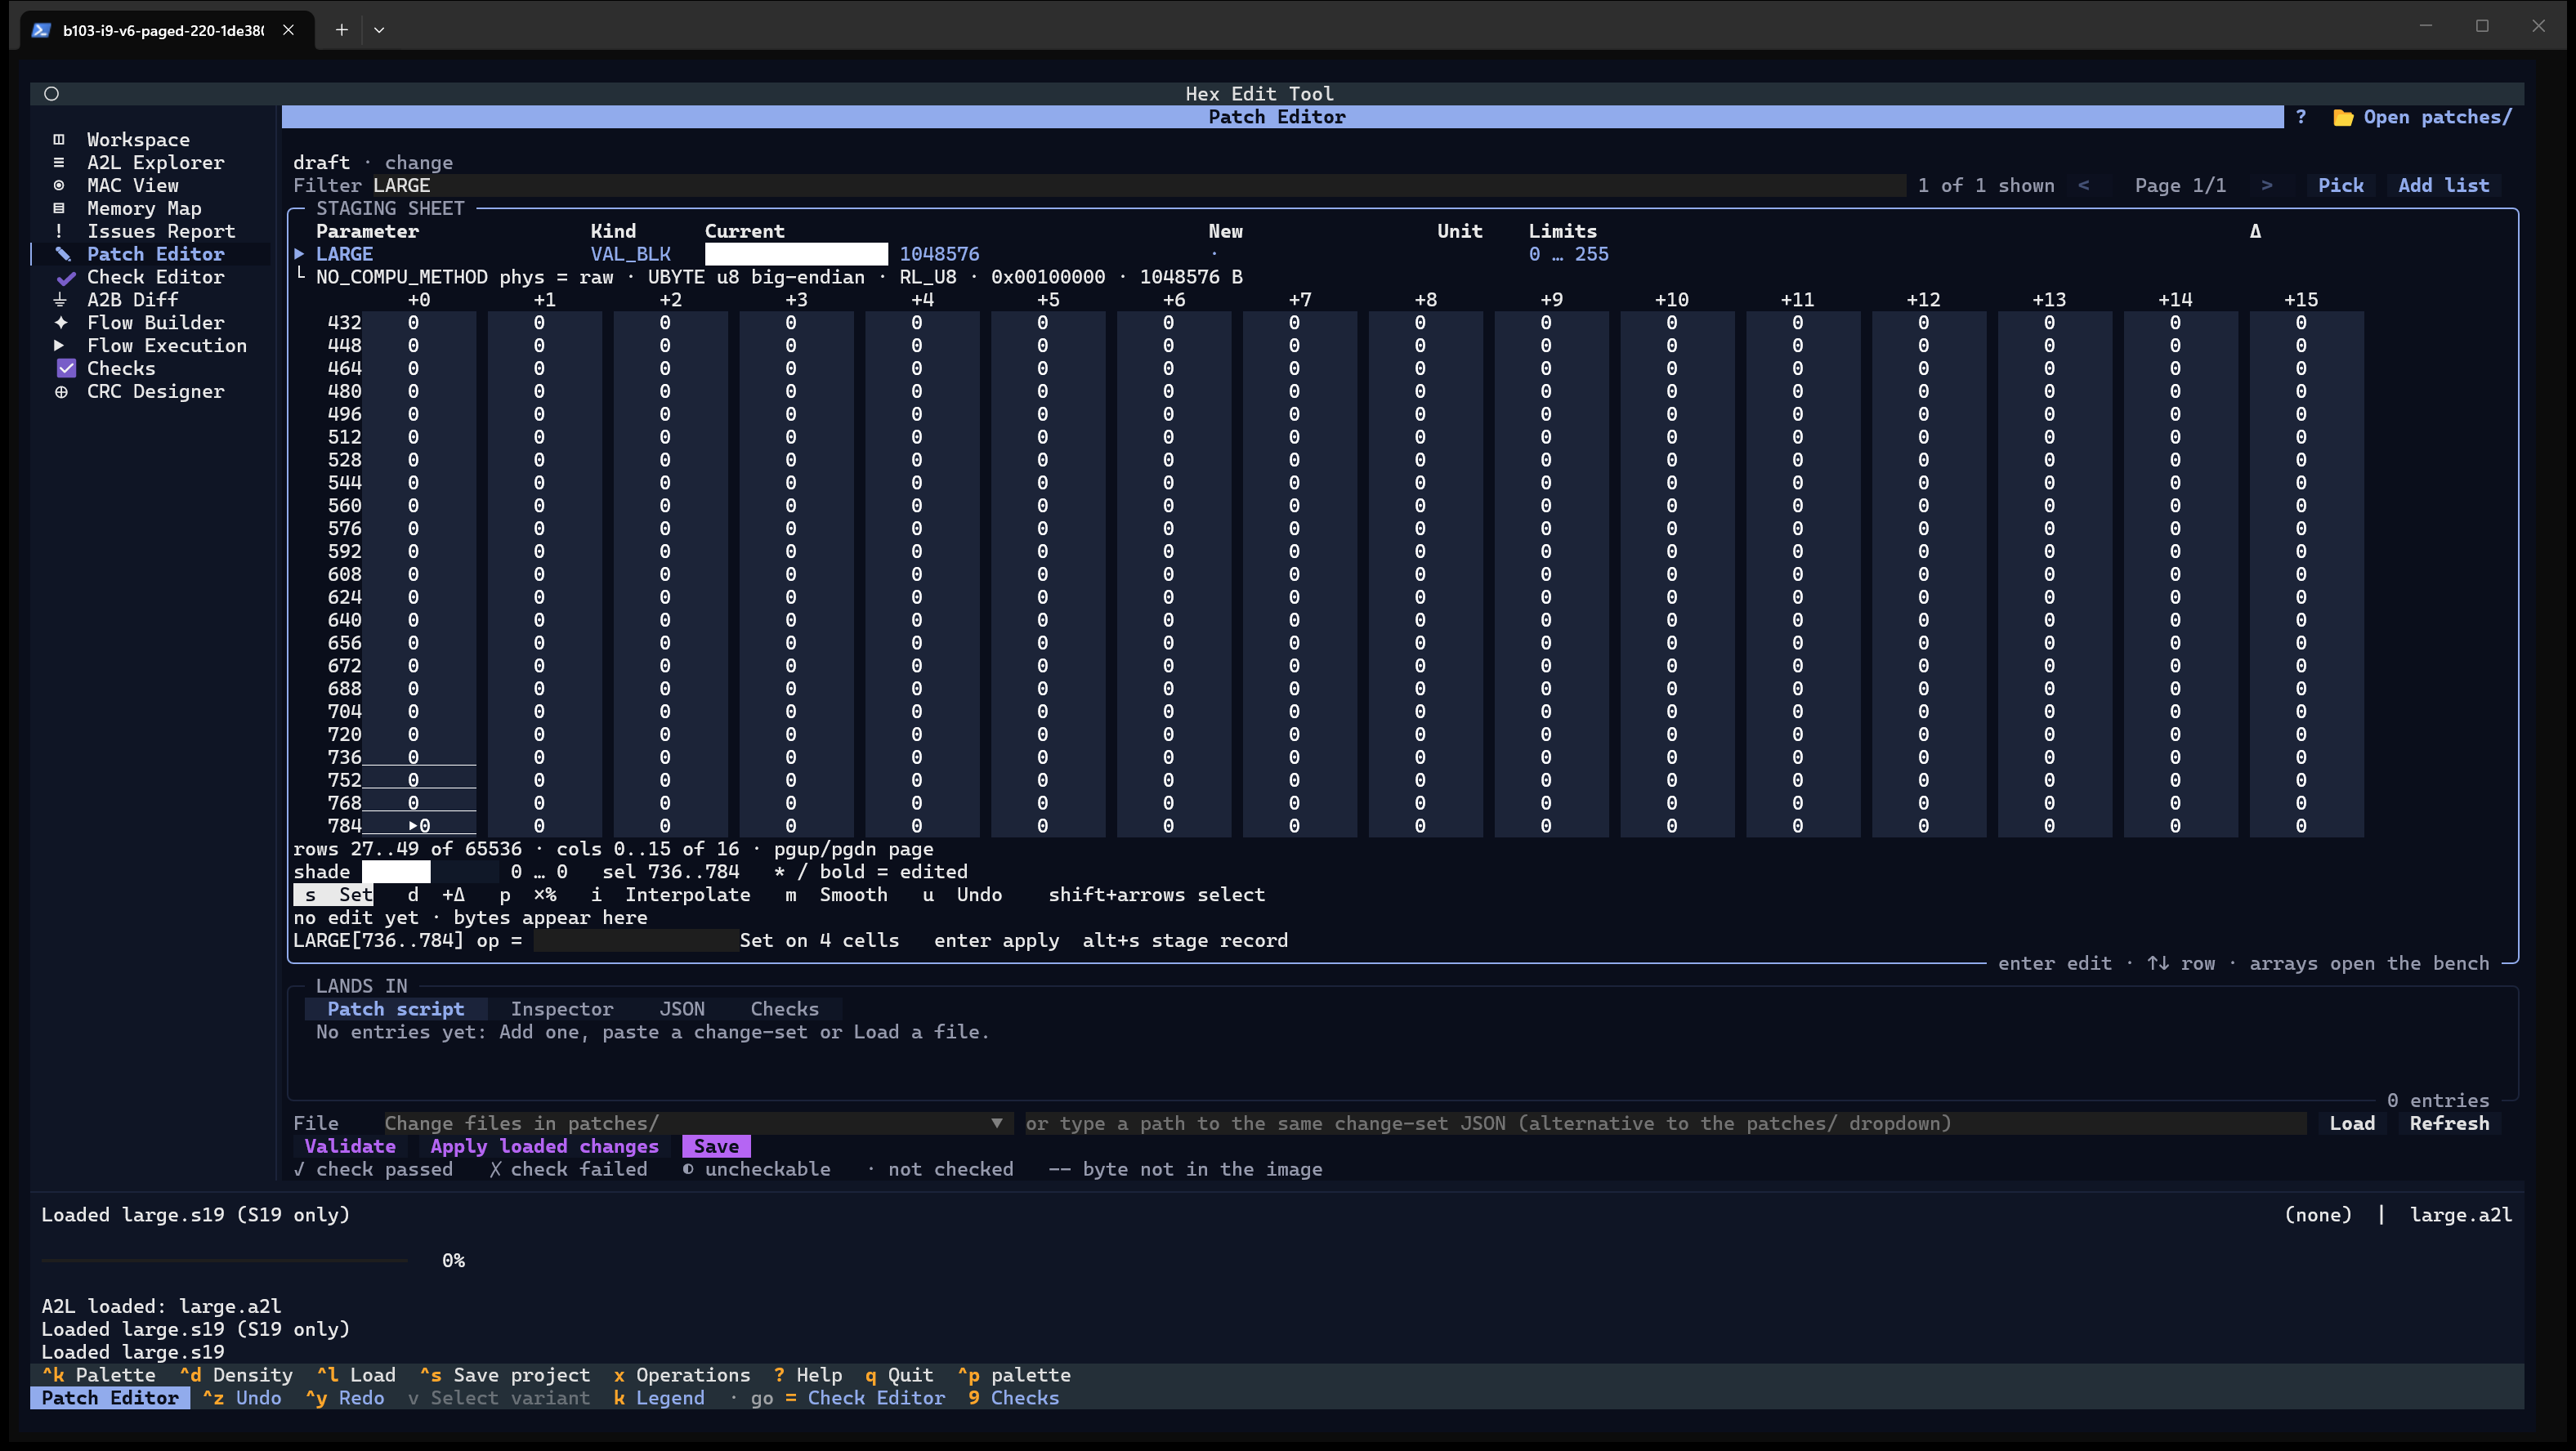 b103-i9-v6-paged-220-1de380
Hex Edit Tool
Patch Editor ? Open patches/
Workspace
A2L Explorer
MAC View
Memory Map
! Issues Report
Patch Editor
Check Editor
A2B Diff
Flow Builder
Flow Execution
Checks
CRC Designer
draft · change
Filter LARGE 1 of 1 shown < Page 1/1 > Pick Add list
STAGING SHEET
Parameter Kind Current New Unit Limits Δ
▶ LARGE VAL_BLK 1048576 · 0 … 255
└ NO_COMPU_METHOD phys = raw · UBYTE u8 big-endian · RL_U8 · 0x00100000 · 1048576 B
+0 +1 +2 +3 +4 +5 +6 +7 +8 +9 +10 +11 +12 +13 +14 +15
432 0 0 0 0 0 0 0 0 0 0 0 0 0 0 0 0
448 0 0 0 0 0 0 0 0 0 0 0 0 0 0 0 0
464 0 0 0 0 0 0 0 0 0 0 0 0 0 0 0 0
480 0 0 0 0 0 0 0 0 0 0 0 0 0 0 0 0
496 0 0 0 0 0 0 0 0 0 0 0 0 0 0 0 0
512 0 0 0 0 0 0 0 0 0 0 0 0 0 0 0 0
528 0 0 0 0 0 0 0 0 0 0 0 0 0 0 0 0
544 0 0 0 0 0 0 0 0 0 0 0 0 0 0 0 0
560 0 0 0 0 0 0 0 0 0 0 0 0 0 0 0 0
576 0 0 0 0 0 0 0 0 0 0 0 0 0 0 0 0
592 0 0 0 0 0 0 0 0 0 0 0 0 0 0 0 0
608 0 0 0 0 0 0 0 0 0 0 0 0 0 0 0 0
624 0 0 0 0 0 0 0 0 0 0 0 0 0 0 0 0
640 0 0 0 0 0 0 0 0 0 0 0 0 0 0 0 0
656 0 0 0 0 0 0 0 0 0 0 0 0 0 0 0 0
672 0 0 0 0 0 0 0 0 0 0 0 0 0 0 0 0
688 0 0 0 0 0 0 0 0 0 0 0 0 0 0 0 0
704 0 0 0 0 0 0 0 0 0 0 0 0 0 0 0 0
720 0 0 0 0 0 0 0 0 0 0 0 0 0 0 0 0
736 0 0 0 0 0 0 0 0 0 0 0 0 0 0 0 0
752 0 0 0 0 0 0 0 0 0 0 0 0 0 0 0 0
768 0 0 0 0 0 0 0 0 0 0 0 0 0 0 0 0
784 ▶0 0 0 0 0 0 0 0 0 0 0 0 0 0 0 0
rows 27..49 of 65536 · cols 0..15 of 16 · pgup/pgdn page
shade 0 … 0 sel 736..784 * / bold = edited
s Set d +Δ p ×% i Interpolate m Smooth u Undo shift+arrows select
no edit yet · bytes appear here
LARGE[736..784] op = Set on 4 cells enter apply alt+s stage record
enter edit · ↑↓ row · arrays open the bench
LANDS IN
Patch script Inspector JSON Checks
No entries yet: Add one, paste a change-set or Load a file.
0 entries
File Change files in patches/ ▼ or type a path to the same change-set JSON (alternative to the patches/ dropdown) Load Refresh
Validate Apply loaded changes Save
√ check passed ╳ check failed ◐ uncheckable · not checked -- byte not in the image
Loaded large.s19 (S19 only) (none) | large.a2l
0%
A2L loaded: large.a2l
Loaded large.s19 (S19 only)
Loaded large.s19
^k Palette ^d Density ^l Load ^s Save project x Operations ? Help q Quit ^p palette
Patch Editor ^z Undo ^y Redo v Select variant k Legend · go = Check Editor 9 Checks